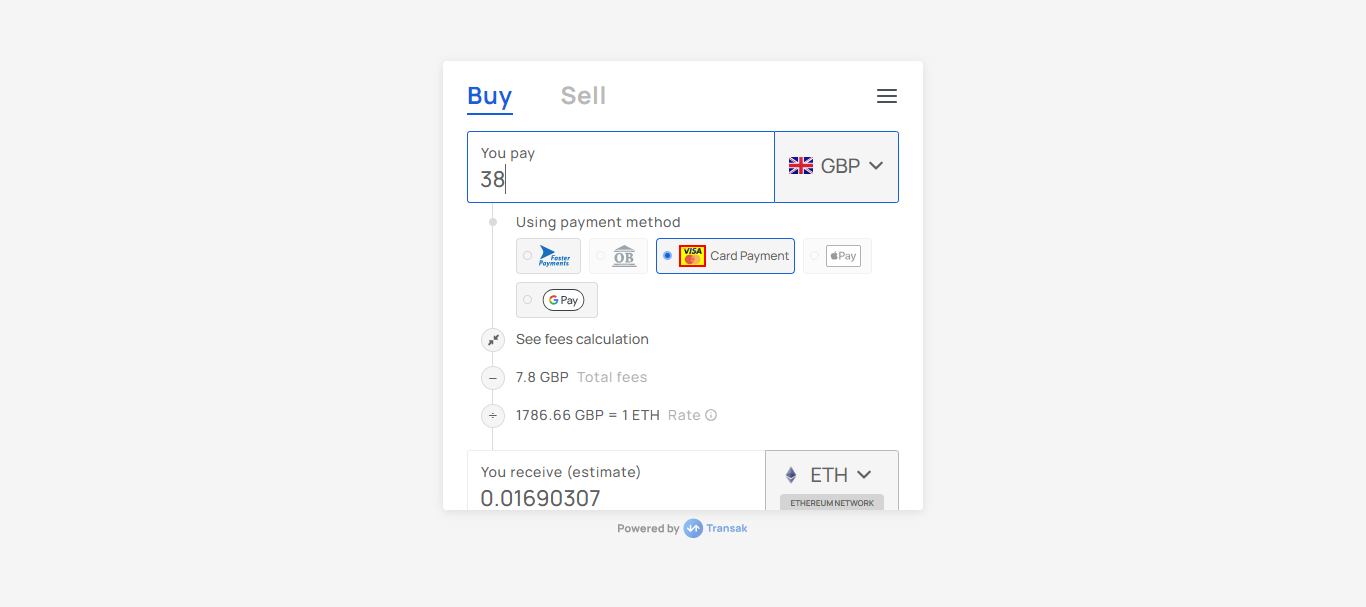 Buy Sell
You pay
38
GBP
Using payment method
Faster Payments OB VISA Card Payment Pay
G Pay
See fees calculation
− 7.8 GBP Total fees
÷ 1786.66 GBP = 1 ETH Rate
You receive (estimate)
0.01690307
ETH
ETHEREUM NETWORK
Powered by Transak